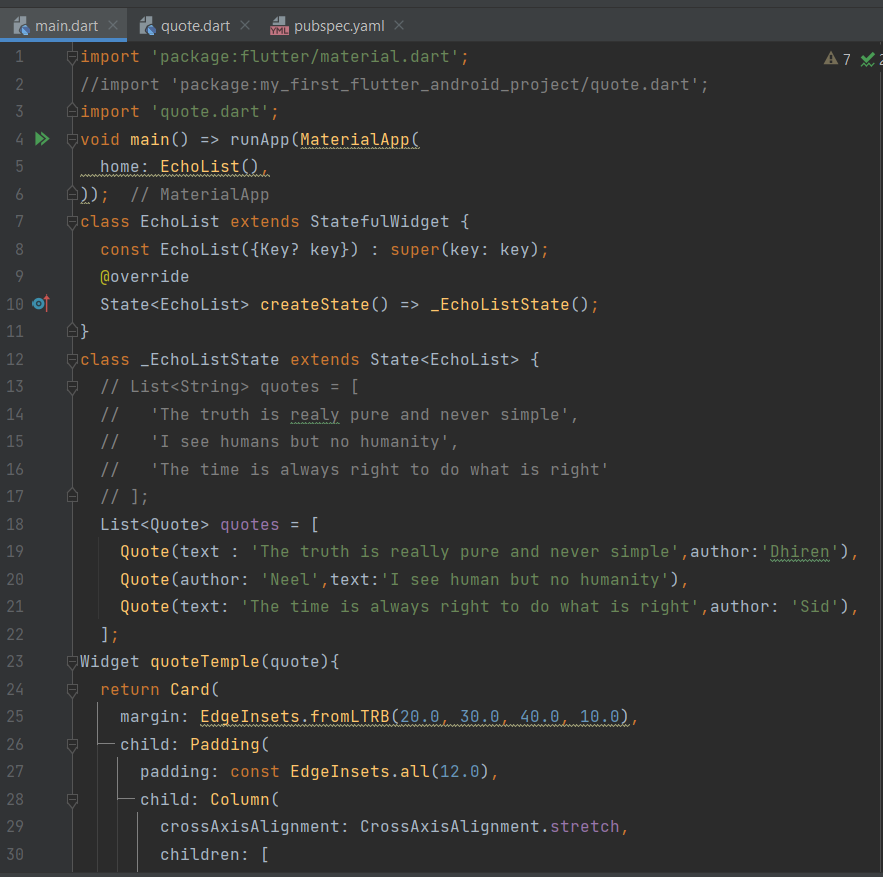 main.dart quote.dart pubspec.yaml
1 import 'package:flutter/material.dart'; 7 2
2 //import 'package:my_first_flutter_android_project/quote.dart';
3 import 'quote.dart';
4 void main() => runApp(MaterialApp(
5   home: EchoList(),
6 ));  // MaterialApp
7 class EchoList extends StatefulWidget {
8   const EchoList({Key? key}) : super(key: key);
9   @override
10   State<EchoList> createState() => _EchoListState();
11 }
12 class _EchoListState extends State<EchoList> {
13   // List<String> quotes = [
14   //   'The truth is realy pure and never simple',
15   //   'I see humans but no humanity',
16   //   'The time is always right to do what is right'
17   // ];
18   List<Quote> quotes = [
19     Quote(text : 'The truth is really pure and never simple',author:'Dhiren'),
20     Quote(author: 'Neel',text:'I see human but no humanity'),
21     Quote(text: 'The time is always right to do what is right',author: 'Sid'),
22   ];
23 Widget quoteTemple(quote){
24   return Card(
25     margin: EdgeInsets.fromLTRB(20.0, 30.0, 40.0, 10.0),
26     child: Padding(
27       padding: const EdgeInsets.all(12.0),
28       child: Column(
29         crossAxisAlignment: CrossAxisAlignment.stretch,
30         children: [